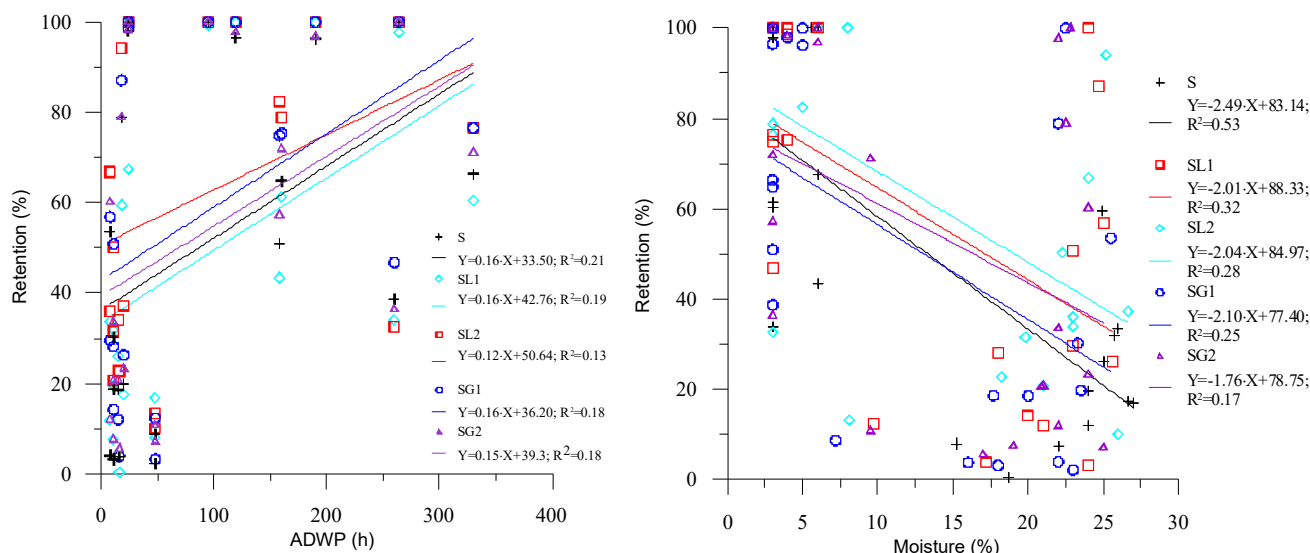 100
80
60
40
20
0
Retention (%)
0
100
200
300
400
ADWP (h)
S
Y=0.16·X+33.50; R²=0.21
SL1
Y=0.16·X+42.76; R²=0.19
SL2
Y=0.12·X+50.64; R²=0.13
SG1
Y=0.16·X+36.20; R²=0.18
SG2
Y=0.15·X+39.3; R²=0.18
100
80
60
40
20
0
Retention (%)
0
5
10
15
20
25
30
Moisture (%)
S
Y=-2.49·X+83.14;
R²=0.53
SL1
Y=-2.01·X+88.33;
R²=0.32
SL2
Y=-2.04·X+84.97;
R²=0.28
SG1
Y=-2.10·X+77.40;
R²=0.25
SG2
Y=-1.76·X+78.75;
R²=0.17